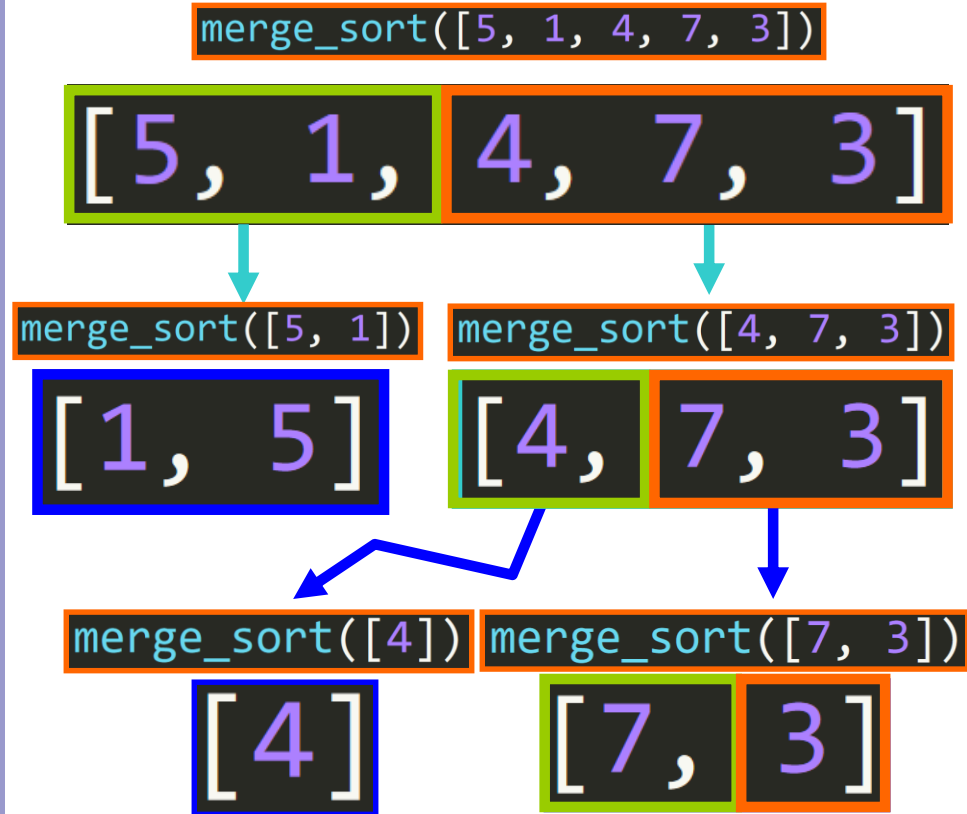 merge_sort([5, 1, 4, 7, 3])
[5, 1, 4, 7, 3]
merge_sort([5, 1])
merge_sort([4, 7, 3])
[1, 5]
[4, 7, 3]
merge_sort([4])
merge_sort([7, 3])
[4]
[7, 3]